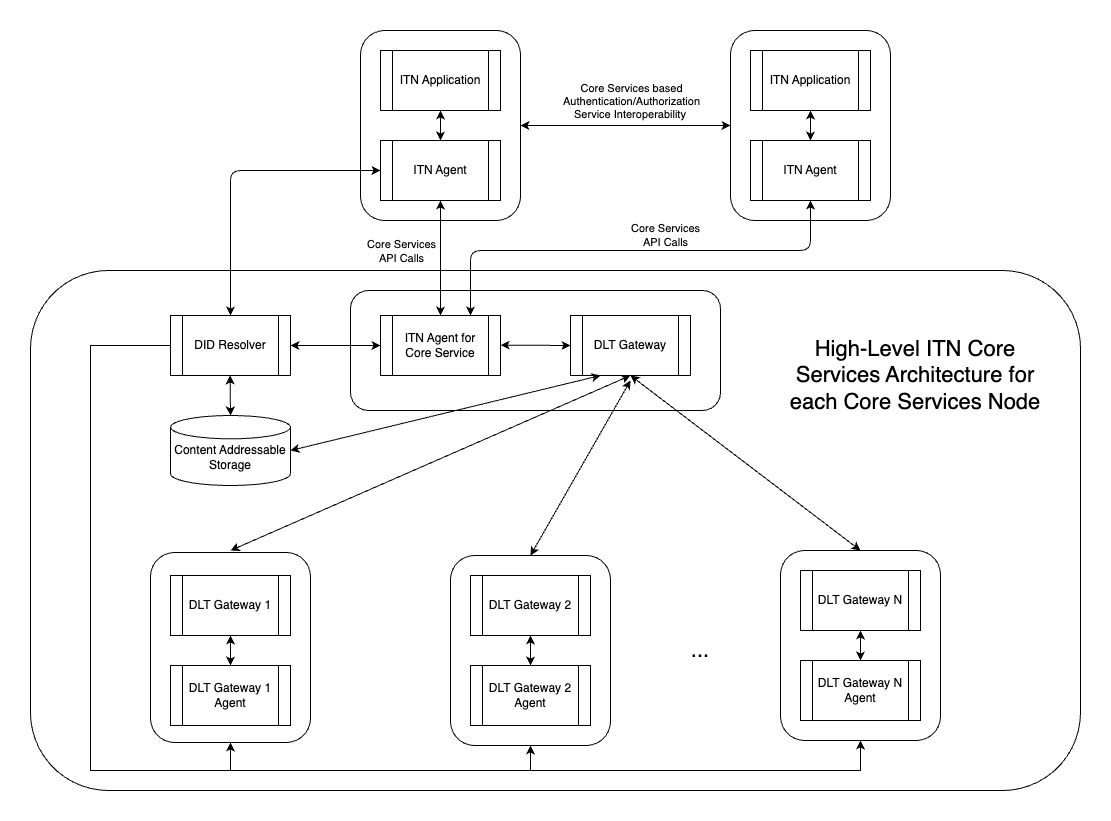 ITN Application
ITN Agent
Core Services based
Authentication/Authorization
Service Interoperability
ITN Application
ITN Agent
Core Services
API Calls
Core Services
API Calls
DID Resolver
ITN Agent for
Core Service
DLT Gateway
High-Level ITN Core
Services Architecture for
each Core Services Node
Content Addressable
Storage
DLT Gateway 1
DLT Gateway 1
Agent
DLT Gateway 2
DLT Gateway 2
Agent
...
DLT Gateway N
DLT Gateway N
Agent